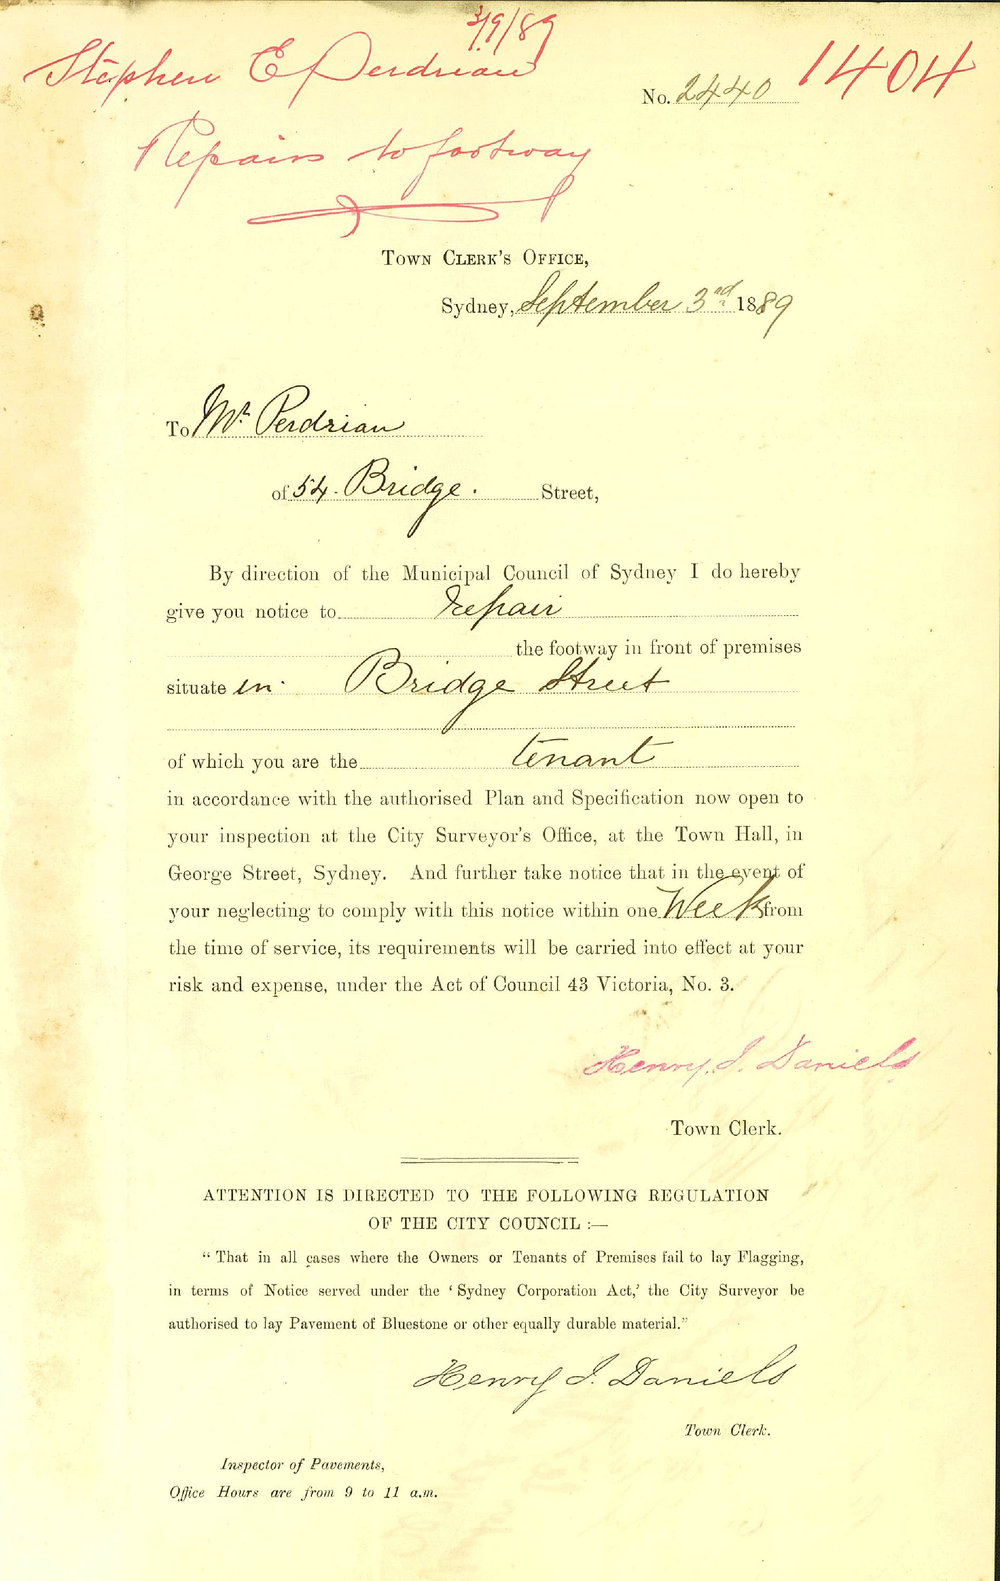 3/9/89
Stephen E Perdriau
No. 2440 1404
Repairs to footway
TOWN CLERK'S OFFICE,
Sydney, September 3rd 1889
To Mr. Perdriau
of 54. Bridge. Street,
By direction of the Municipal Council of Sydney I do hereby
give you notice to repair
the footway in front of premises
situate in. Bridge Street
of which you are the tenant
in accordance with the authorised Plan and Specification now open to
your inspection at the City Surveyor's Office, at the Town Hall, in
George Street, Sydney. And further take notice that in the event of
your neglecting to comply with this notice within one Week from
the time of service, its requirements will be carried into effect at your
risk and expense, under the Act of Council 43 Victoria, No. 3.
Henry. J. Daniels
Town Clerk.
ATTENTION IS DIRECTED TO THE FOLLOWING REGULATION
OF THE CITY COUNCIL :—
“ That in all cases where the Owners or Tenants of Premises fail to lay Flagging,
in terms of Notice served under the ‘ Sydney Corporation Act,’ the City Surveyor be
authorised to lay Pavement of Bluestone or other equally durable material.”
Henry J. Daniels
Town Clerk.
Inspector of Pavements,
Office Hours are from 9 to 11 a.m.